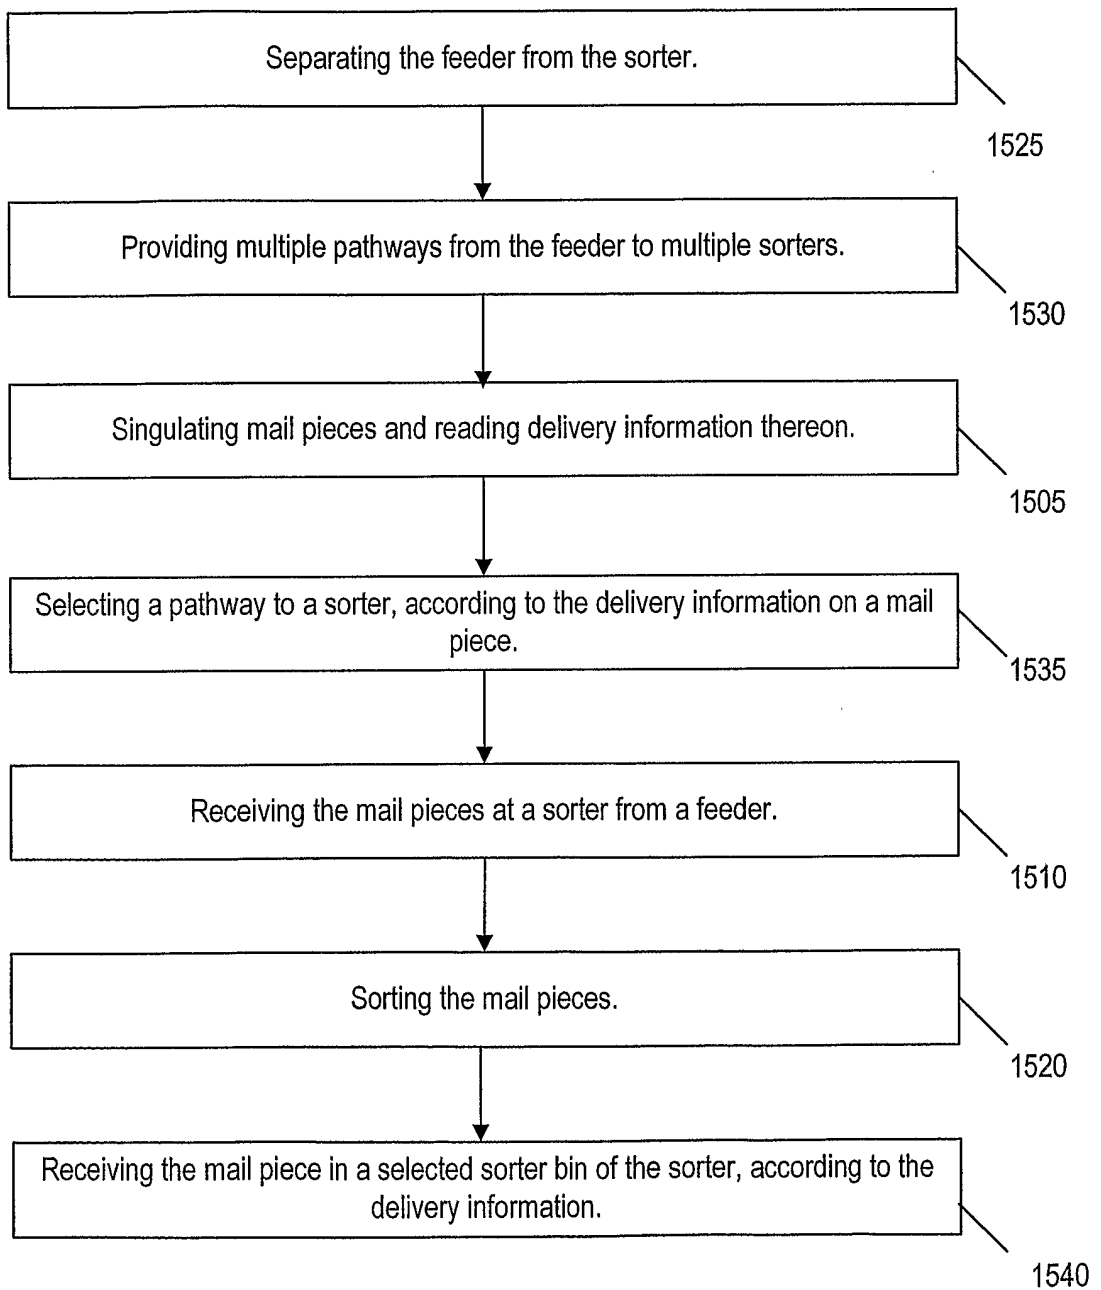 Separating the feeder from the sorter.
1525
Providing multiple pathways from the feeder to multiple sorters.
1530
Singulating mail pieces and reading delivery information thereon.
1505
Selecting a pathway to a sorter, according to the delivery information on a mail
piece.
1535
Receiving the mail pieces at a sorter from a feeder.
1510
Sorting the mail pieces.
1520
Receiving the mail piece in a selected sorter bin of the sorter, according to the
delivery information.
1540